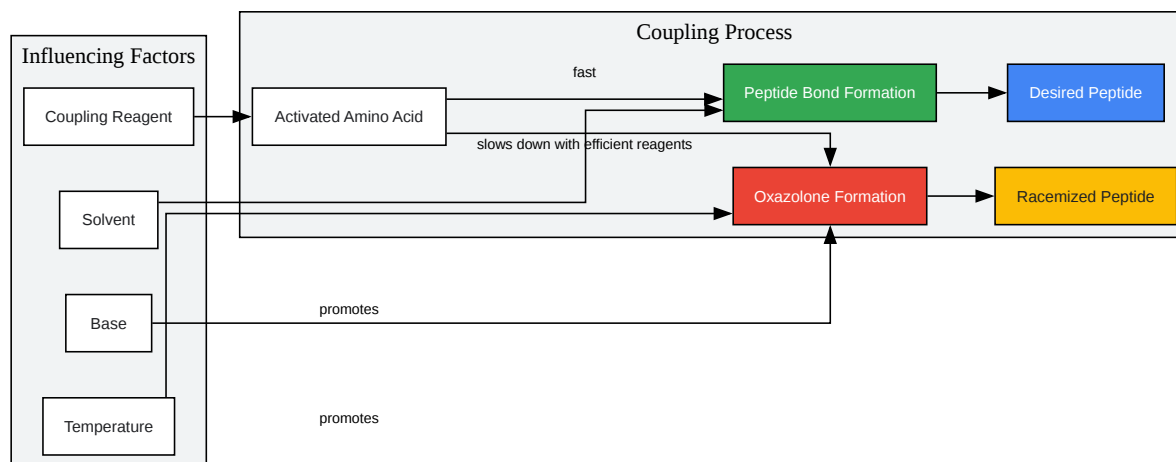 Coupling Process
Influencing Factors
Coupling Reagent
Activated Amino Acid
fast
Peptide Bond Formation
Desired Peptide
slows down with efficient reagents
Solvent
Oxazolone Formation
Racemized Peptide
Base
promotes
Temperature
promotes